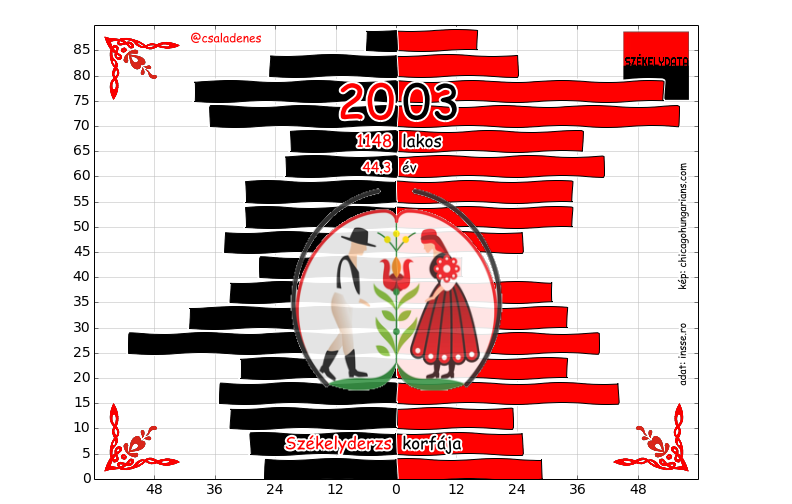 @csaladenes
SZÉKELYDATA
2003
1148 lakos
44.3 év
kép: chicagohungarians.com
adat: insse.ro
Székelyderzs korfája
85
80
75
70
65
60
55
50
45
40
35
30
25
20
15
10
5
0
48 36 24 12 0 12 24 36 48